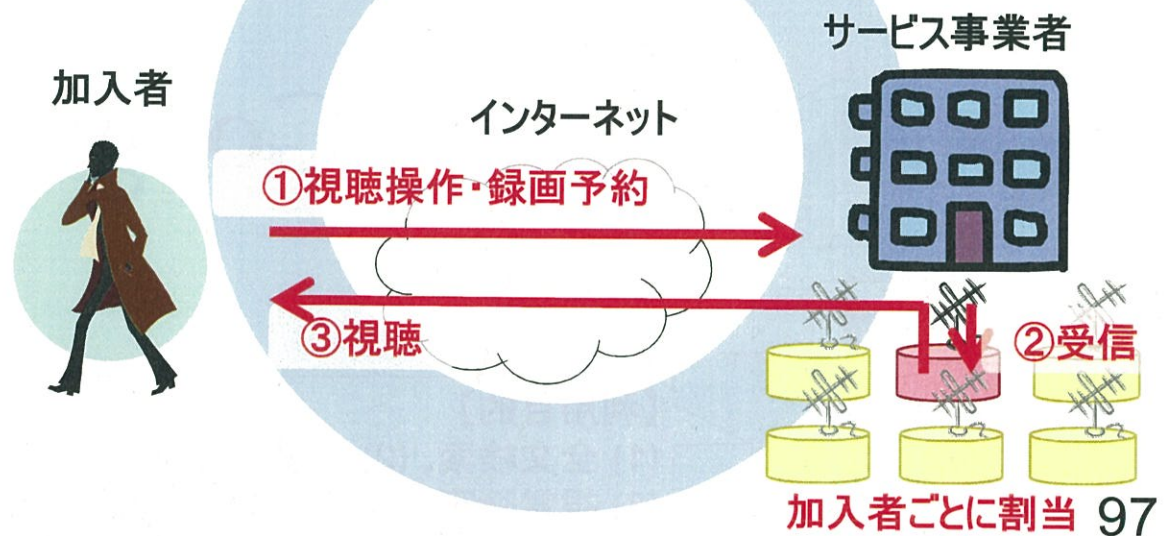 サービス事業者
加入者
インターネット
①視聴操作・録画予約
③視聴
②受信
加入者ごとに割当
97